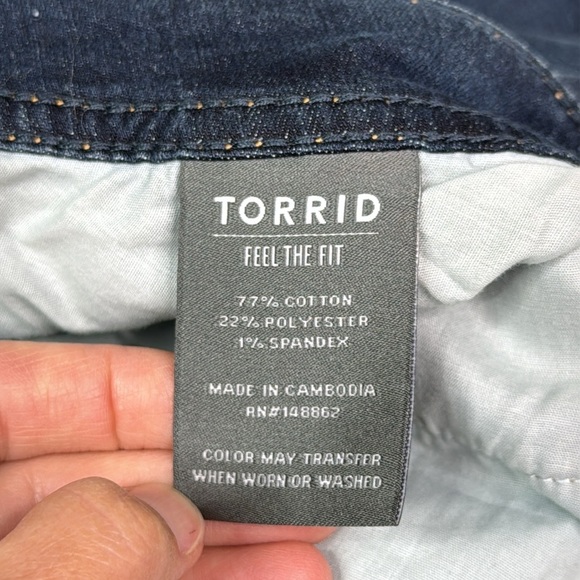 TORRID
FEEL THE FIT
77% COTTON
22% POLYESTER
1% SPANDEX
MADE IN CAMBODIA
RN#148862
COLOR MAY TRANSFER
WHEN WORN OR WASHED